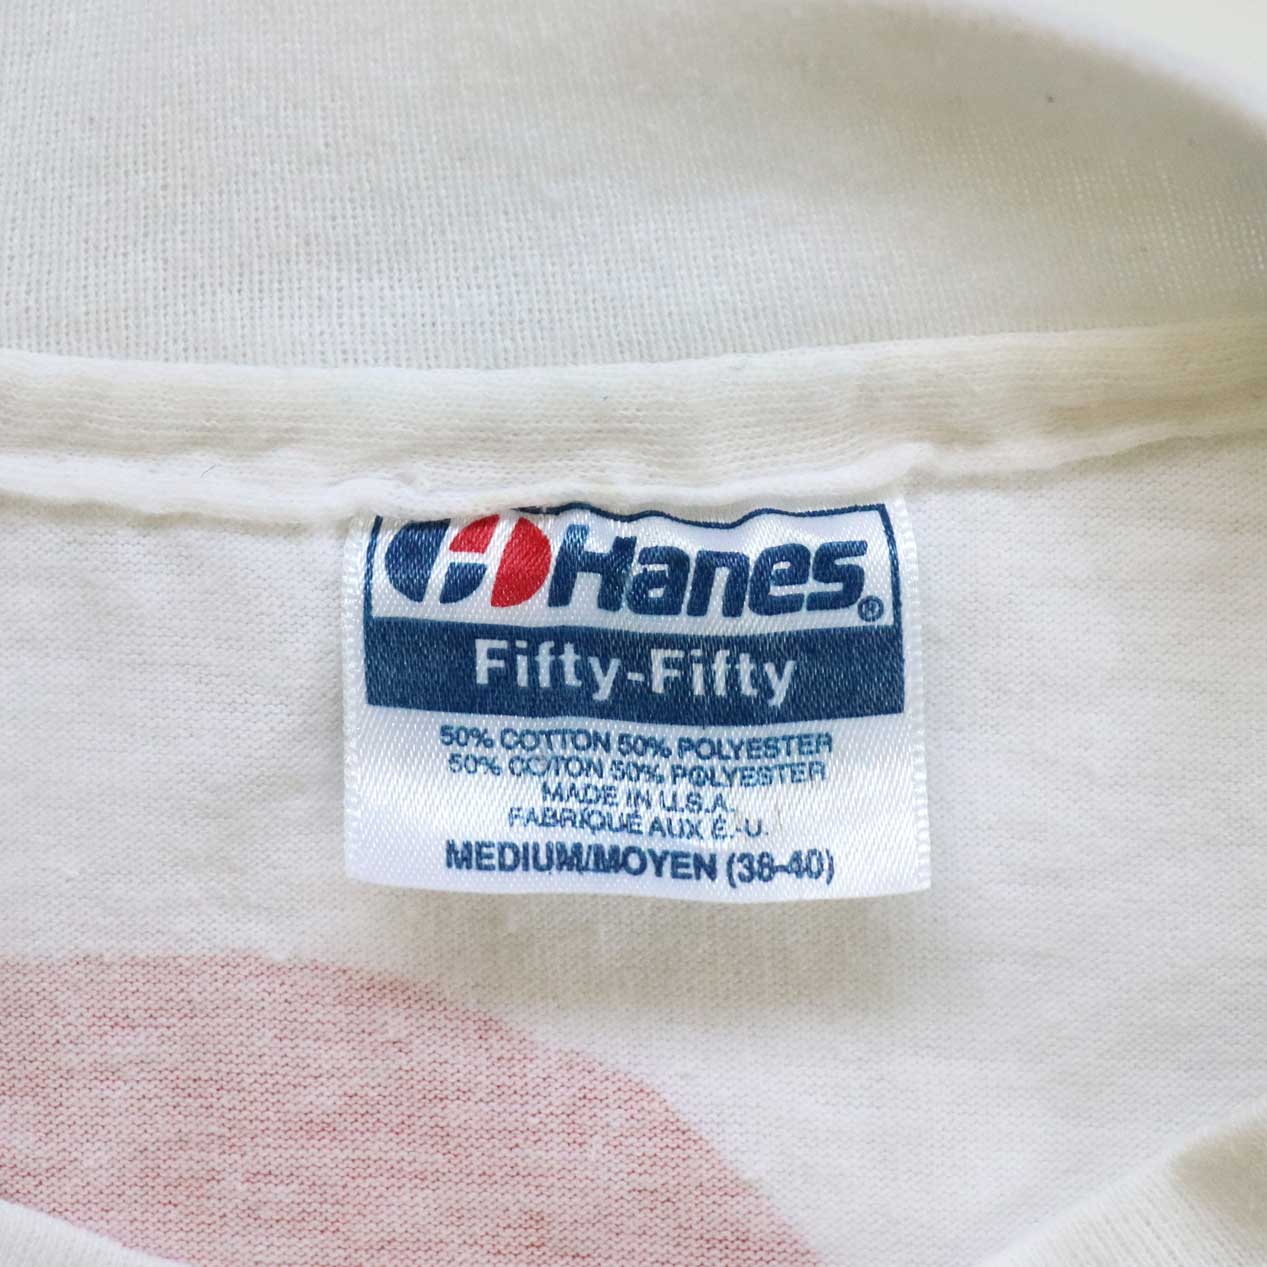 Hanes®
Fifty-Fifty
50% COTTON 50% POLYESTER
50% COTON 50% POLYESTER
MADE IN U.S.A.
FABRIQUÉ AUX É.-U.
MEDIUM/MOYEN (38-40)